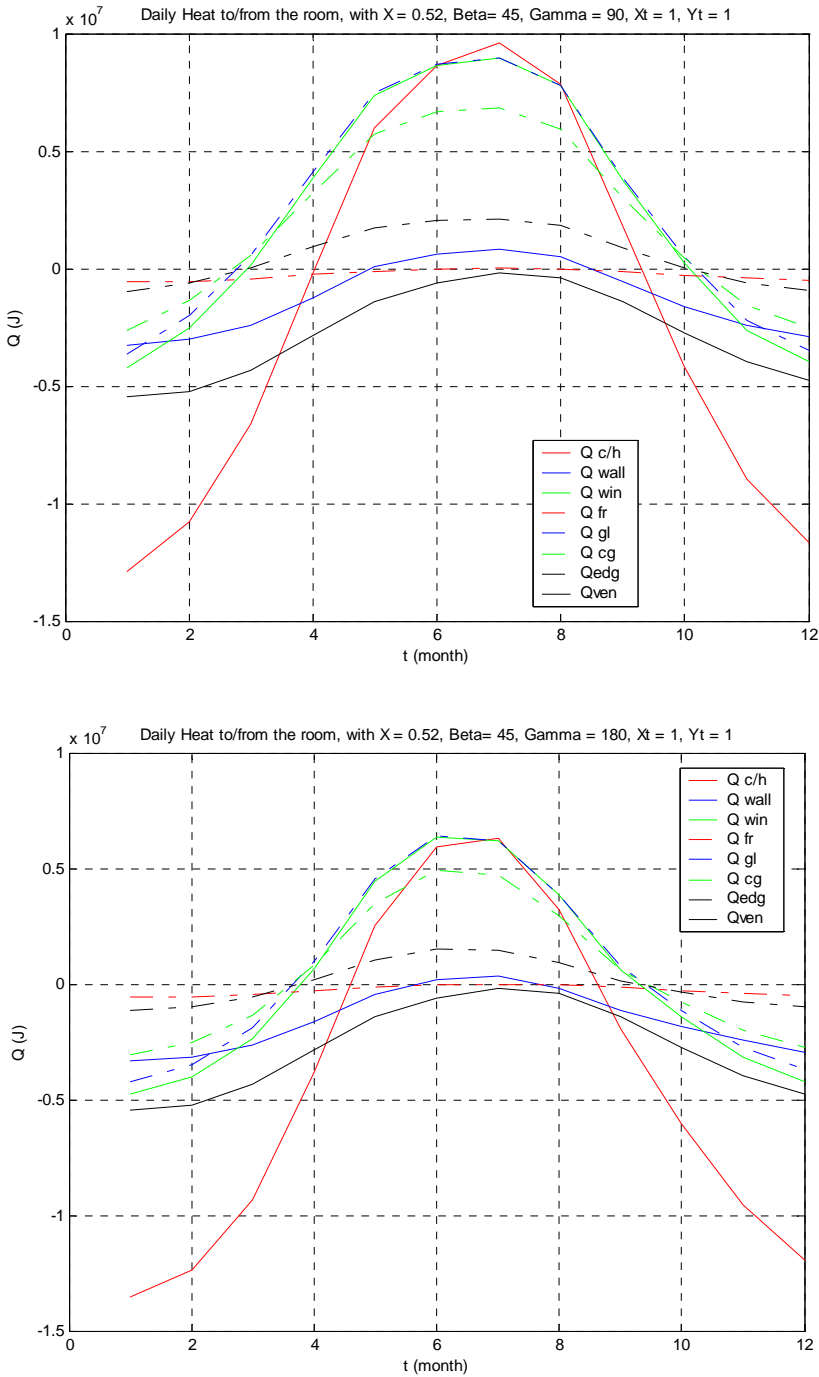 Daily Heat to/from the room, with X = 0.52, Beta= 45, Gamma = 90, Xt = 1, Yt = 1
x 10^7
1
0.5
0
-0.5
-1
-1.5
Q (J)
Q c/h
Q wall
Q win
Q fr
Q gl
Q cg
Qedg
Qven
0 2 4 6 8 10 12
t (month)
Daily Heat to/from the room, with X = 0.52, Beta= 45, Gamma = 180, Xt = 1, Yt = 1
x 10^7
1
0.5
0
-0.5
-1
-1.5
Q (J)
Q c/h
Q wall
Q win
Q fr
Q gl
Q cg
Qedg
Qven
0 2 4 6 8 10 12
t (month)